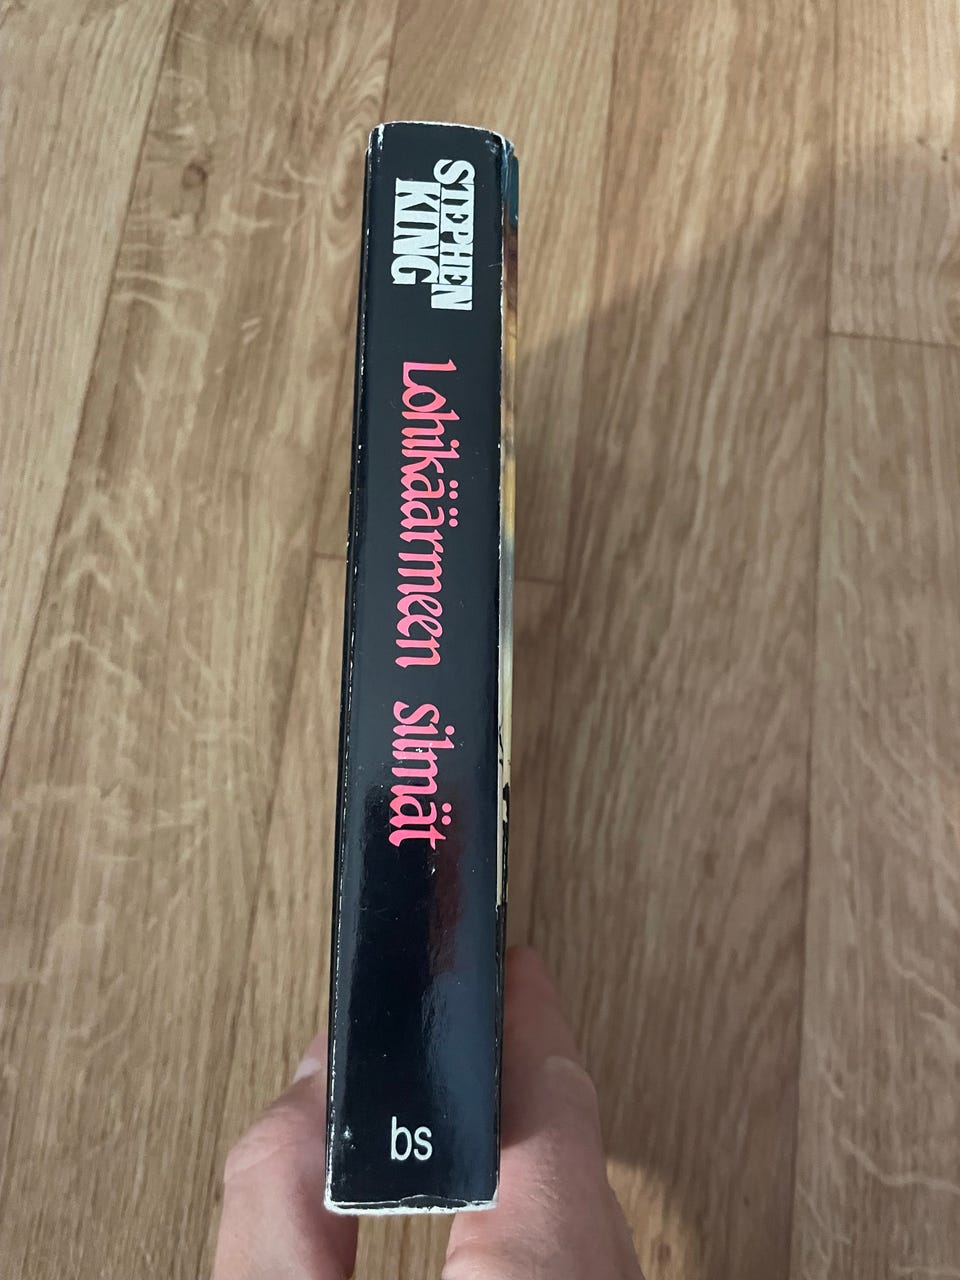 STEPHEN
KING
Lohikäärmeen silmät
bs